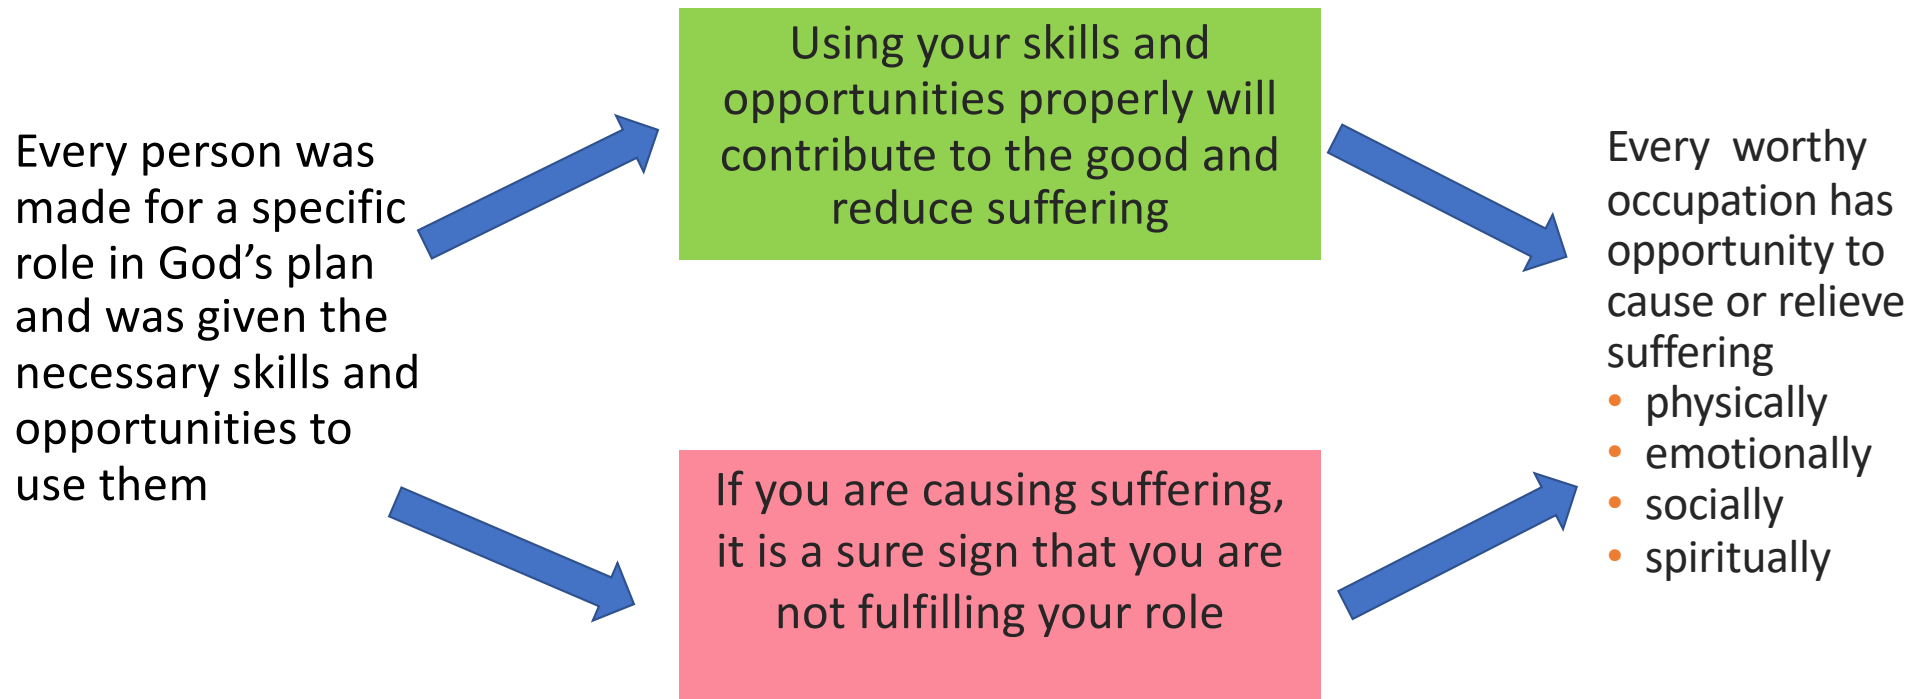 Every person was
made for a specific
role in God’s plan
and was given the
necessary skills and
opportunities to
use them
Using your skills and
opportunities properly will
contribute to the good and
reduce suffering
If you are causing suffering,
it is a sure sign that you are
not fulfilling your role
Every  worthy
occupation has
opportunity to
cause or relieve
suffering
• physically
• emotionally
• socially
• spiritually